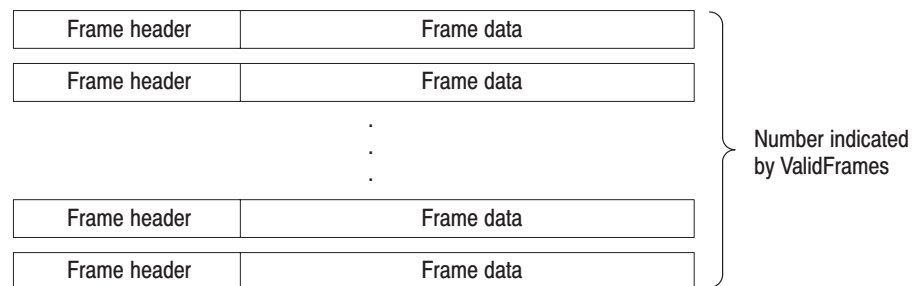 Frame header Frame data
Frame header Frame data
.
.
.
Number indicated
by ValidFrames
Frame header Frame data
Frame header Frame data